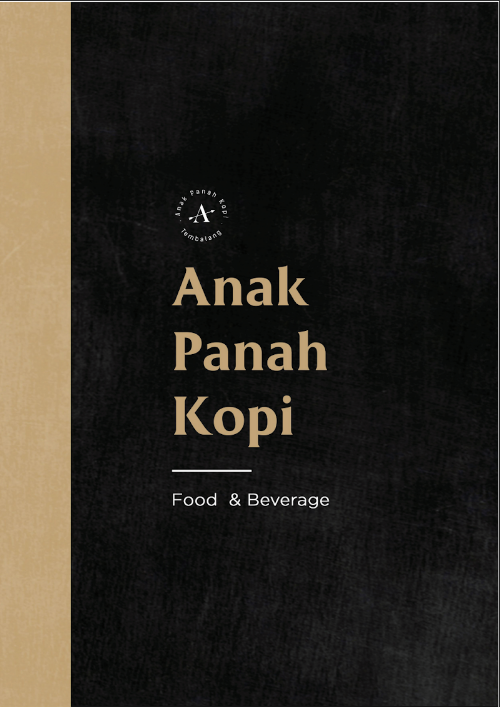 Anak Panah Kopi
A
Tembalang
Anak
Panah
Kopi
Food & Beverage